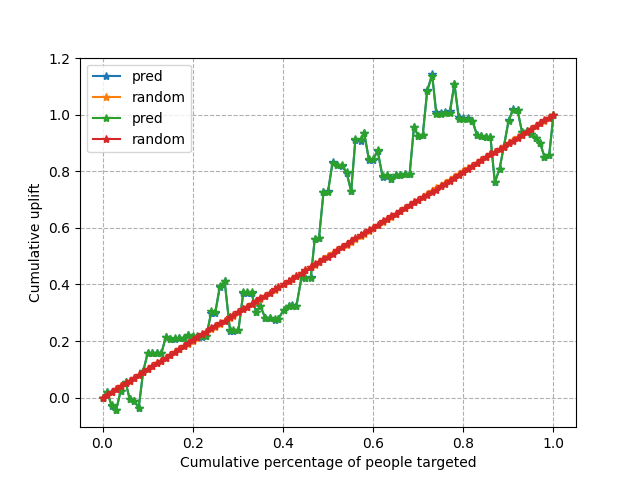 pred
random
pred
random
1.2
1.0
0.8
0.6
0.4
0.2
0.0
Cumulative uplift
0.0 0.2 0.4 0.6 0.8 1.0
Cumulative percentage of people targeted